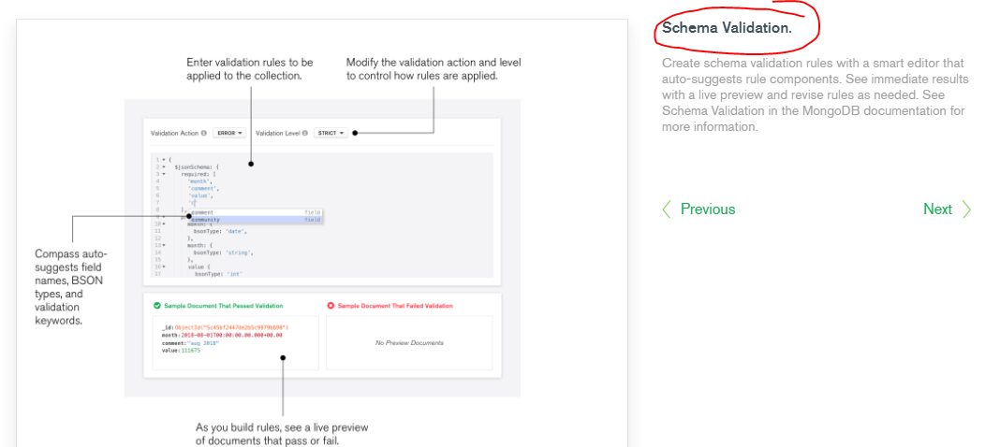 Schema Validation.
Create schema validation rules with a smart editor that
auto-suggests rule components. See immediate results
with a live preview and revise rules as needed. See
Schema Validation in the MongoDB documentation for
more information.
Previous
Next
Enter validation rules to be
applied to the collection.
Modify the validation action and level
to control how rules are applied.
Validation Action
ERROR
Validation Level
STRICT
1 {
2 $jsonSchema: {
3 required: [
4 'month',
5 'comment',
6 'value',
7 'c'
8 ],
comment field
community field
9
10 month: {
11 bsonType: 'date',
12 },
13 month: {
14 bsonType: 'string',
15 },
16 value {
17 bsonType: 'int'
Compass auto-
suggests field
names, BSON
types, and
validation
keywords.
Sample Document That Passed Validation
Sample Document That Failed Validation
month:2018-08-01T00:00:00.000+00.00
comment:"aug 2018"
value:111675
No Preview Documents
As you build rules, see a live preview
of documents that pass or fail.